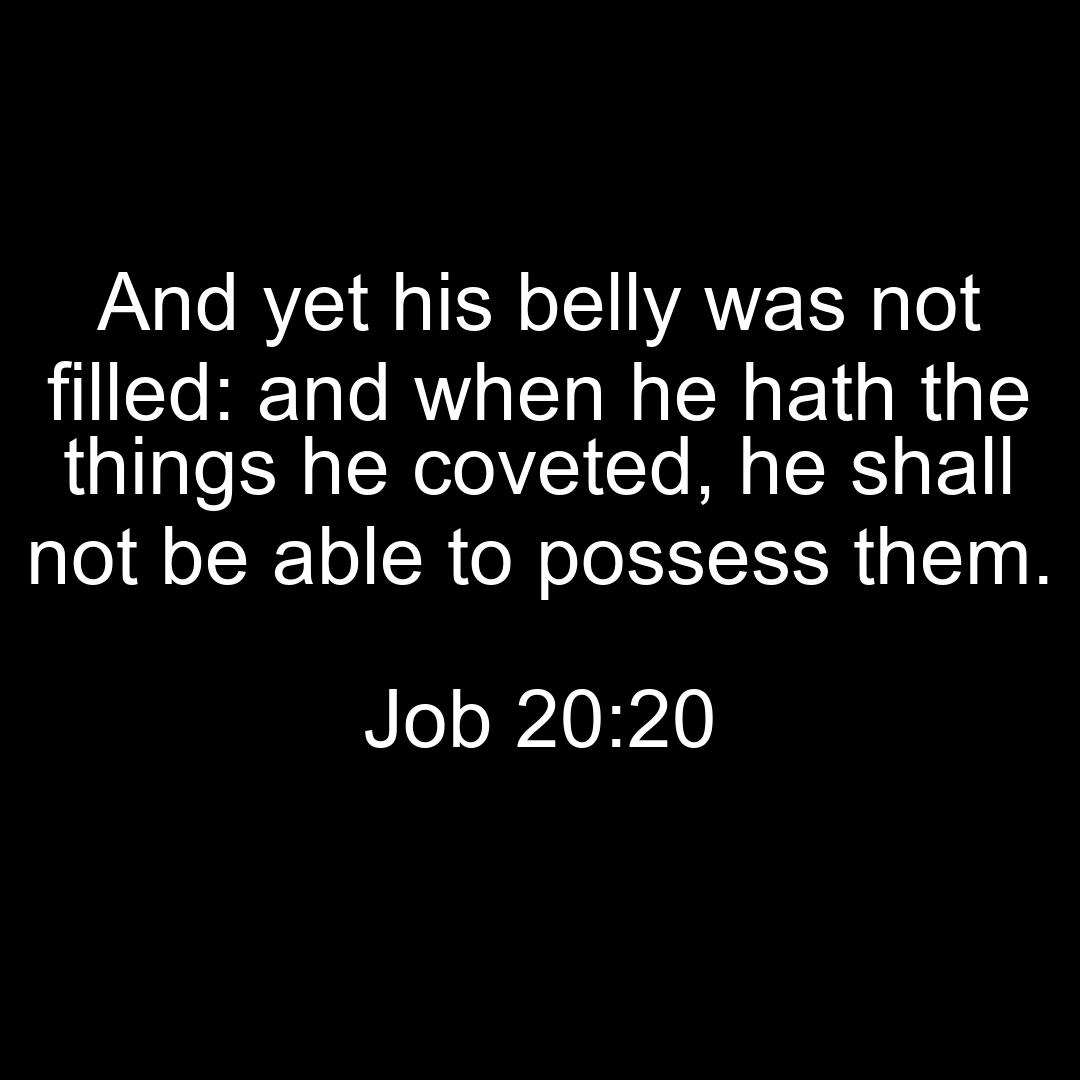 And yet his belly was not
filled: and when he hath the
things he coveted, he shall
not be able to possess them.
Job 20:20